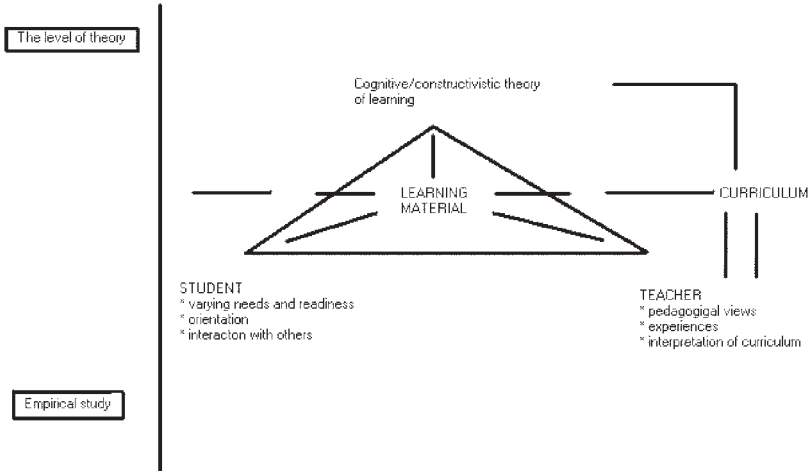 The level of theory
Cognitive/constructivistic theory
of learning
LEARNING
MATERIAL
CURRICULUM
STUDENT
* varying needs and readiness
* orientation
* interacton with others
TEACHER
* pedagogigal views
* experiences
* interpretation of curriculum
Empirical study